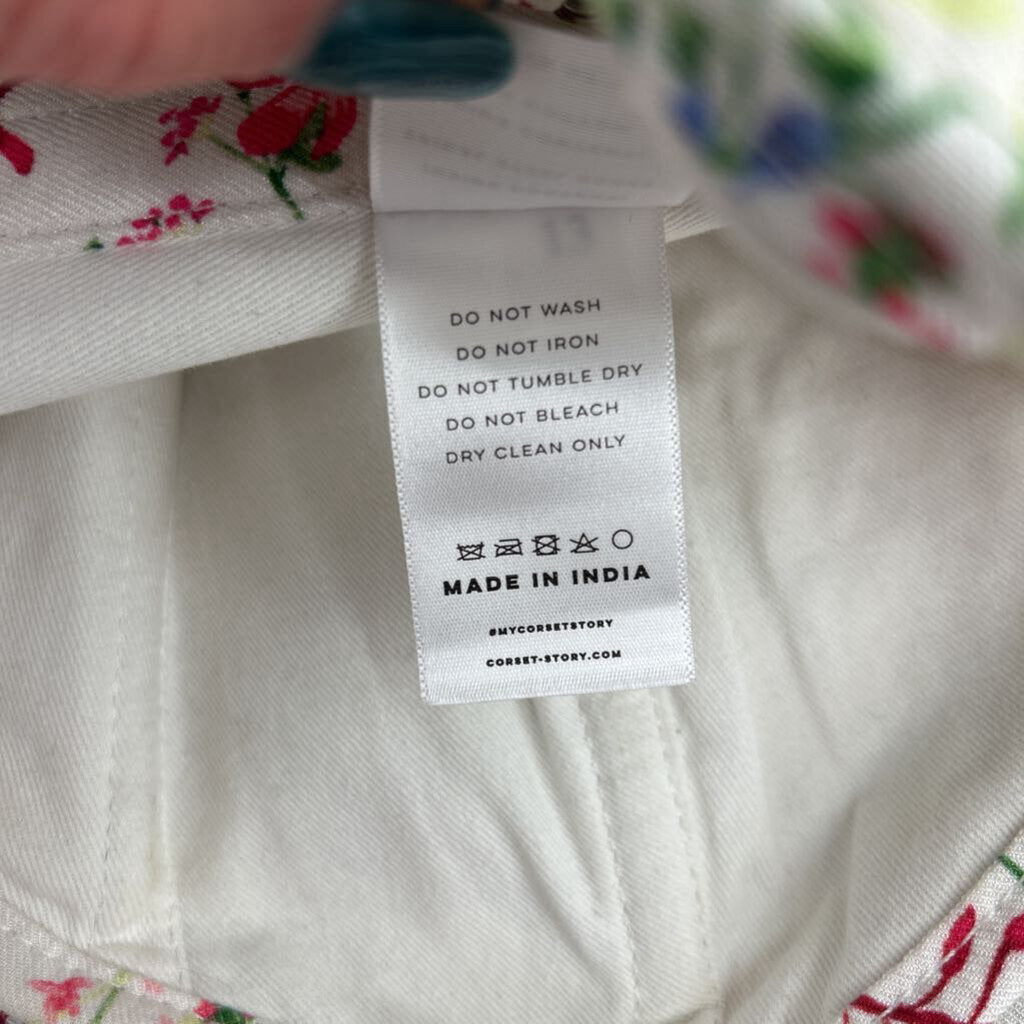 DO NOT WASH
DO NOT IRON
DO NOT TUMBLE DRY
DO NOT BLEACH
DRY CLEAN ONLY
MADE IN INDIA
#MYCORSETSTORY
CORSET-STORY.COM